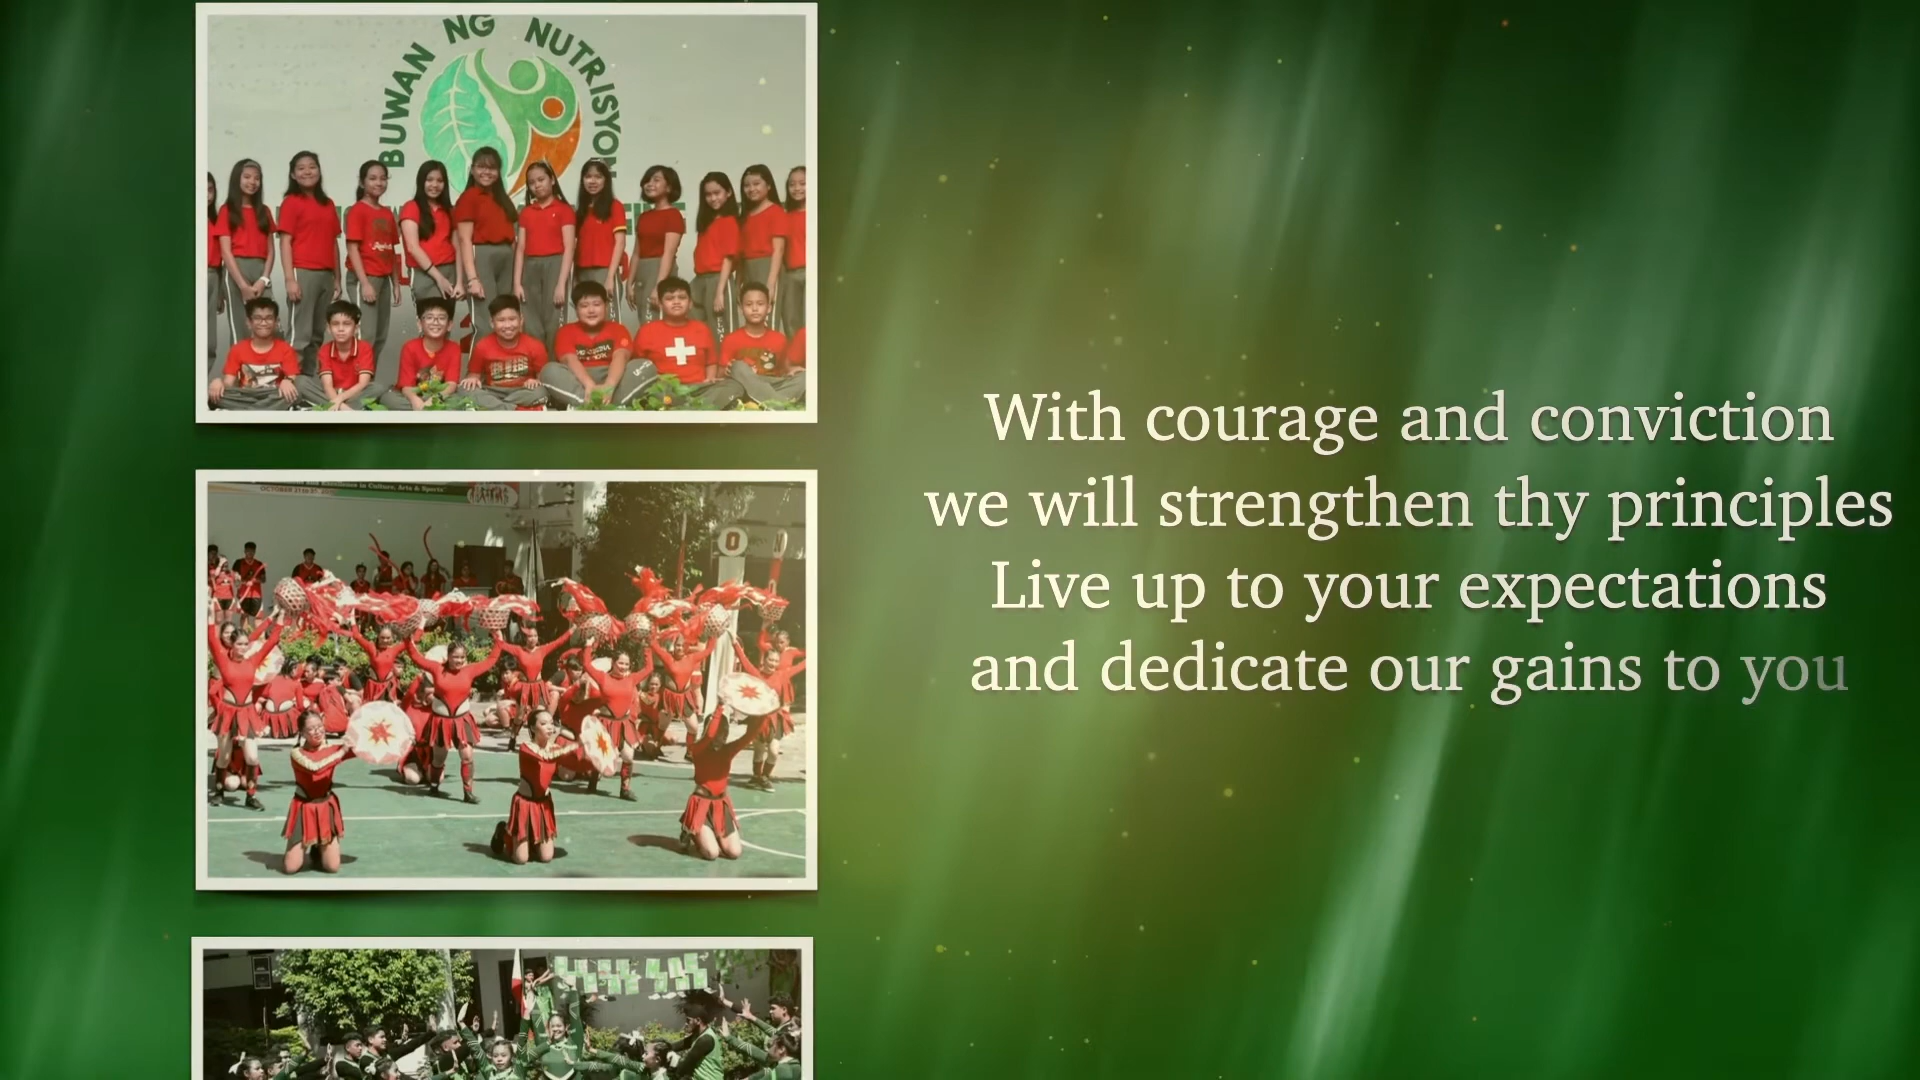 BUWAN NG NUTRISYON
With courage and conviction
we will strengthen thy principles
Live up to your expectations
and dedicate our gains to you